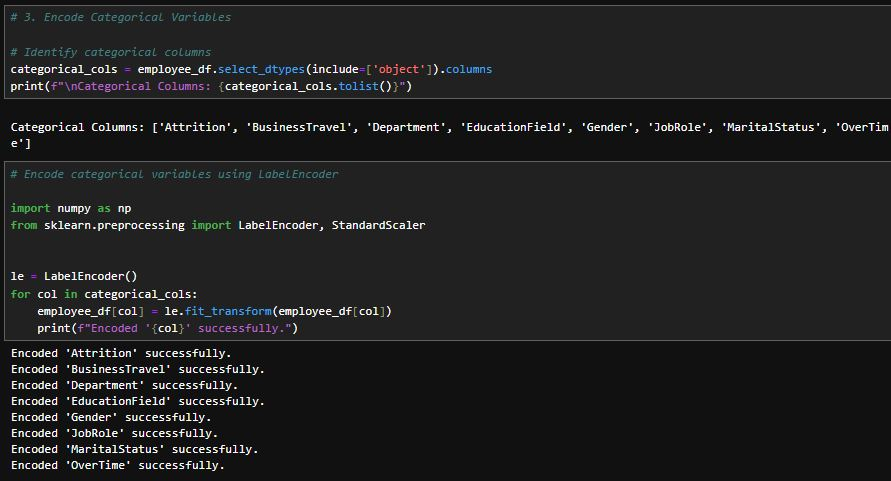 # 3. Encode Categorical Variables
# Identify categorical columns
categorical_cols = employee_df.select_dtypes(include=['object']).columns
print(f"\nCategorical Columns: {categorical_cols.tolist()}")
Categorical Columns: ['Attrition', 'BusinessTravel', 'Department', 'EducationField', 'Gender', 'JobRole', 'MaritalStatus', 'OverTim
e']
# Encode categorical variables using LabelEncoder
import numpy as np
from sklearn.preprocessing import LabelEncoder, StandardScaler
le = LabelEncoder()
for col in categorical_cols:
    employee_df[col] = le.fit_transform(employee_df[col])
    print(f"Encoded '{col}' successfully.")
Encoded 'Attrition' successfully.
Encoded 'BusinessTravel' successfully.
Encoded 'Department' successfully.
Encoded 'EducationField' successfully.
Encoded 'Gender' successfully.
Encoded 'JobRole' successfully.
Encoded 'MaritalStatus' successfully.
Encoded 'OverTime' successfully.